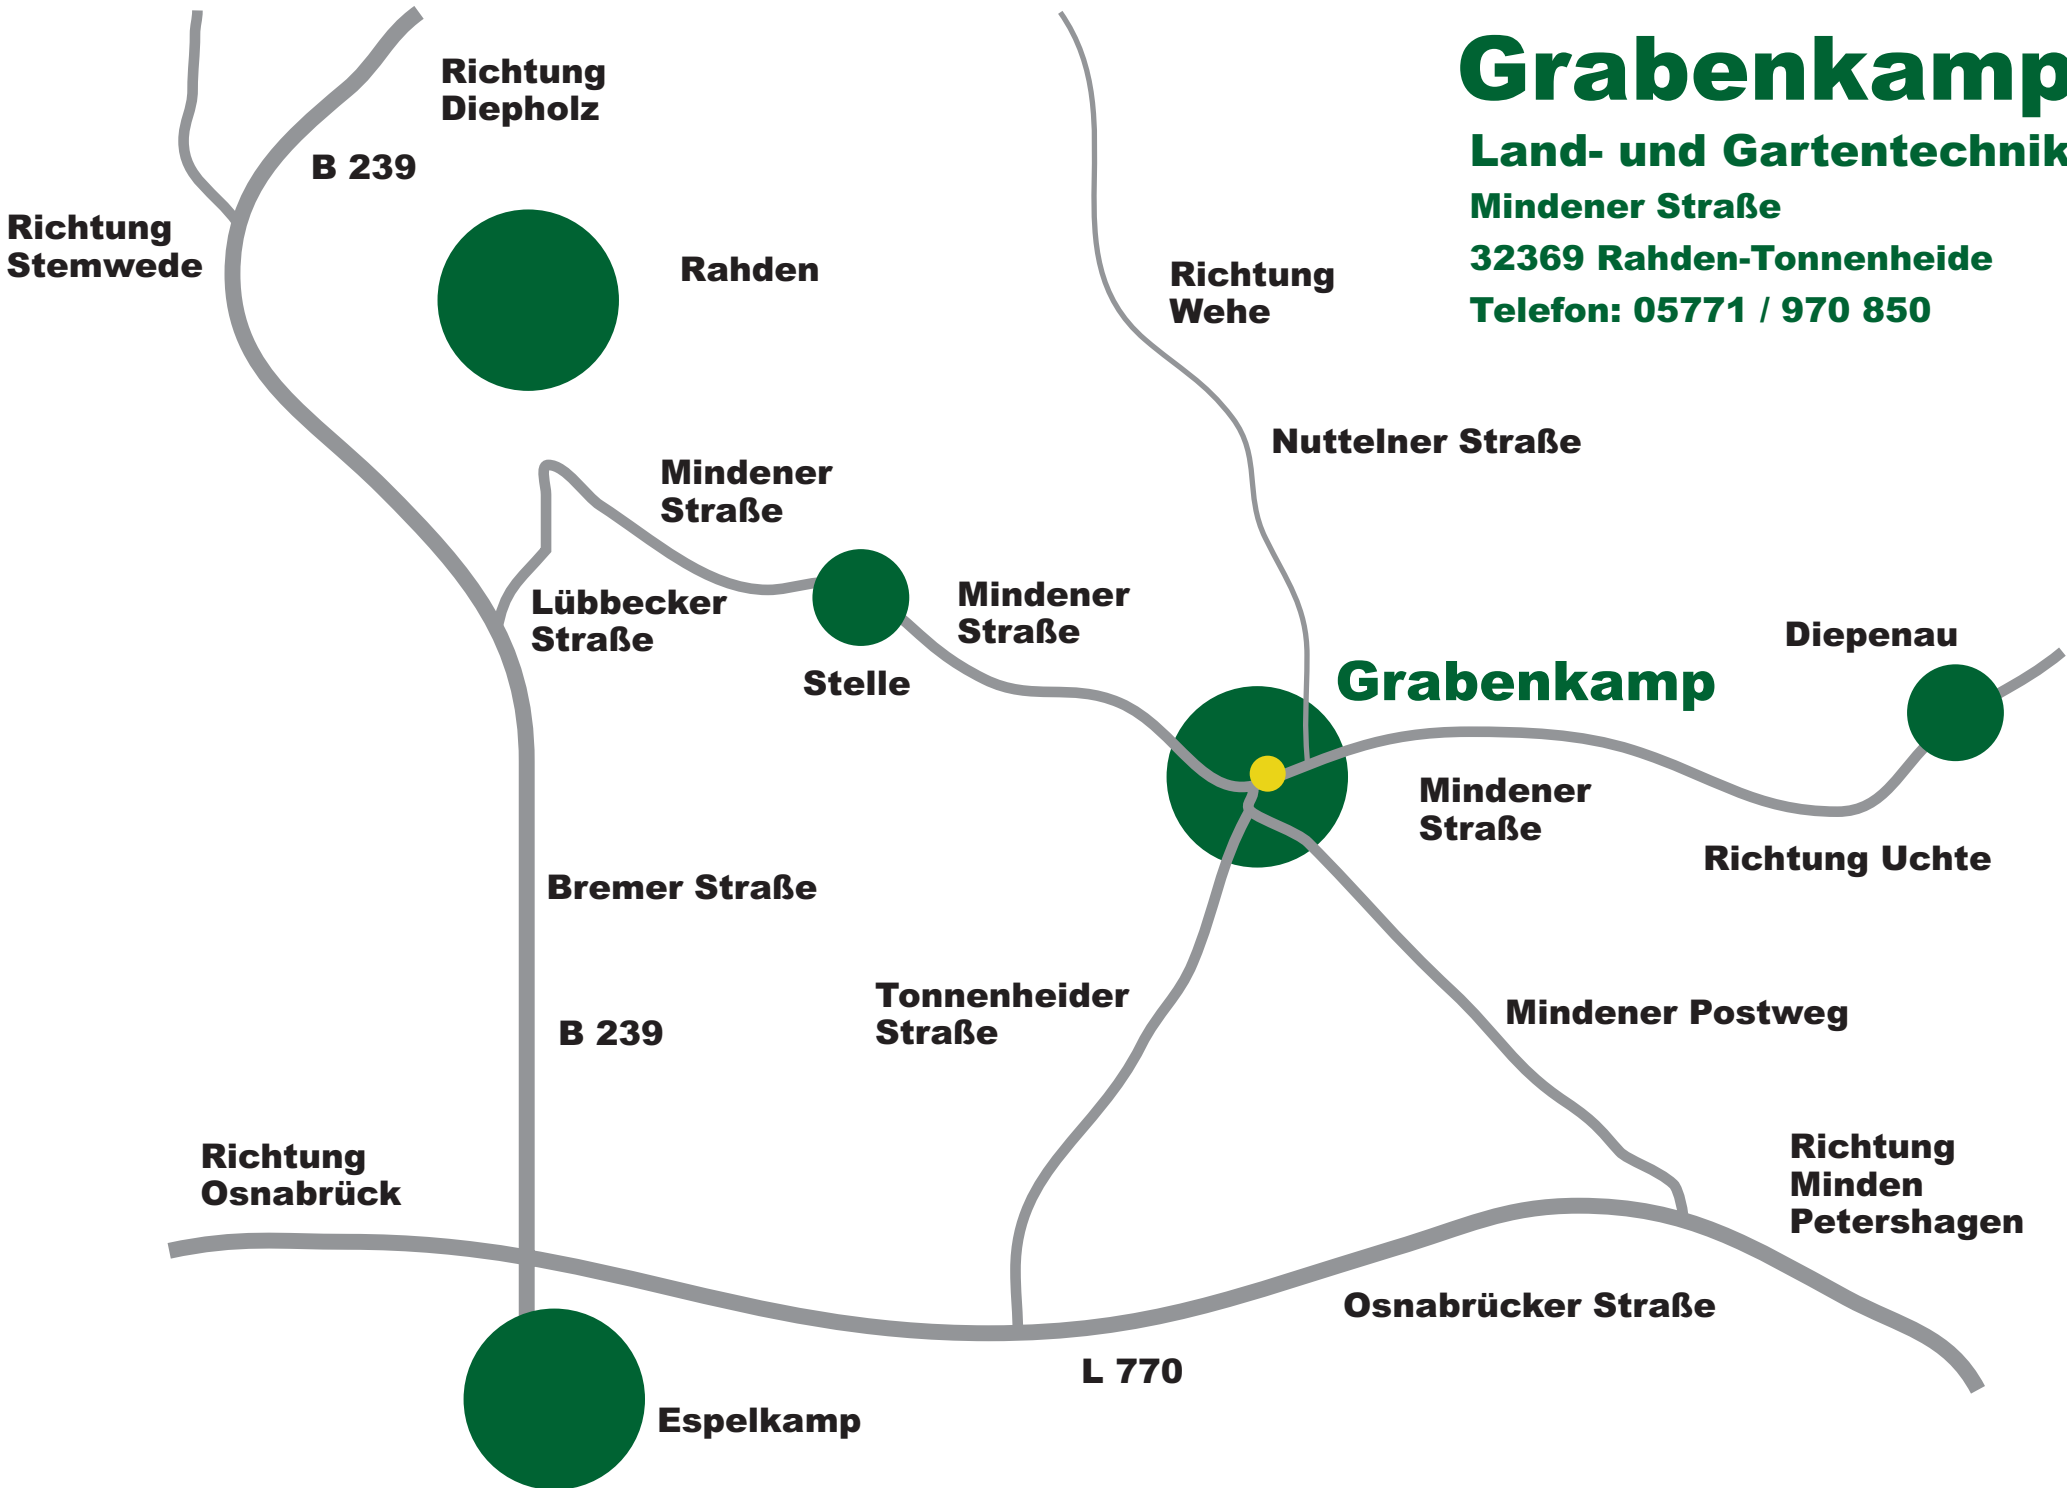 Grabenkamp
Land- und Gartentechnik
Mindener Straße
32369 Rahden-Tonnenheide
Telefon: 05771 / 970 850
Richtung
Diepholz
B 239
Richtung
Stemwede
Rahden
Richtung
Wehe
Nuttelner Straße
Mindener
Straße
Lübbecker
Straße
Mindener
Straße
Stelle
Diepenau
Grabenkamp
Mindener
Straße
Richtung Uchte
Bremer Straße
Tonnenheider
Straße
Mindener Postweg
B 239
Richtung
Osnabrück
Richtung
Minden
Petershagen
Osnabrücker Straße
L 770
Espelkamp